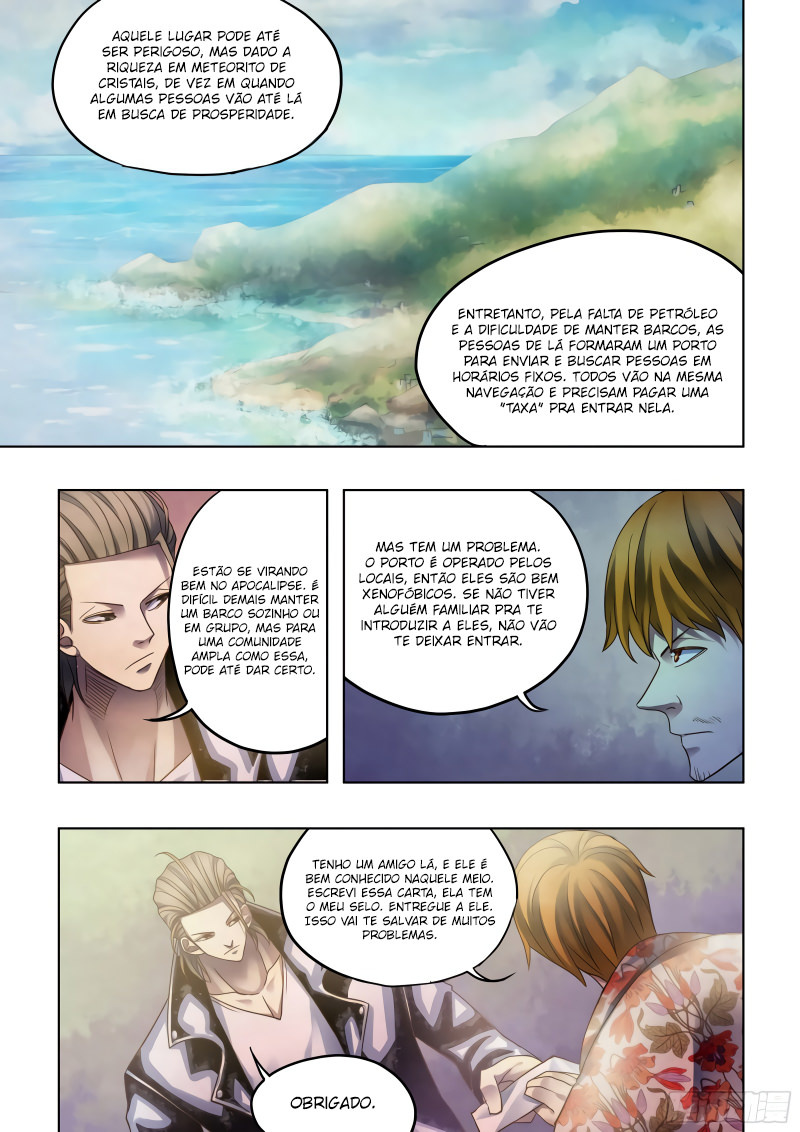 AQUELE LUGAR PODE ATÉ
SER PERIGOSO, MAS DADO A
RIQUEZA EM METEORITO DE
CRISTAIS, DE VEZ EM QUANDO
ALGUMAS PESSOAS VÃO ATÉ LÁ
EM BUSCA DE PROSPERIDADE.
ENTRETANTO, PELA FALTA DE PETRÓLEO
E A DIFICULDADE DE MANTER BARCOS, AS
PESSOAS DE LÁ FORMARAM UM PORTO
PARA ENVIAR E BUSCAR PESSOAS EM
HORÁRIOS FIXOS. TODOS VÃO NA MESMA
NAVEGAÇÃO E PRECISAM PAGAR UMA
"TAXA" PRA ENTRAR NELA.
ESTÃO SE VIRANDO
BEM NO APOCALIPSE. É
DIFÍCIL DEMAIS MANTER
UM BARCO SOZINHO OU
EM GRUPO, MAS PARA
UMA COMUNIDADE
AMPLA COMO ESSA,
PODE ATÉ DAR CERTO.
MAS TEM UM PROBLEMA.
O PORTO É OPERADO PELOS
LOCAIS, ENTÃO ELES SÃO BEM
XENOFÓBICOS. SE NÃO TIVER
ALGUÉM FAMILIAR PRA TE
INTRODUZIR A ELES, NÃO VÃO
TE DEIXAR ENTRAR.
TENHO UM AMIGO LÁ, E ELE É
BEM CONHECIDO NAQUELE MEIO.
ESCREVI ESSA CARTA, ELA TEM
O MEU SELO. ENTREGUE A ELE.
ISSO VAI TE SALVAR DE MUITOS
PROBLEMAS.
OBRIGADO.